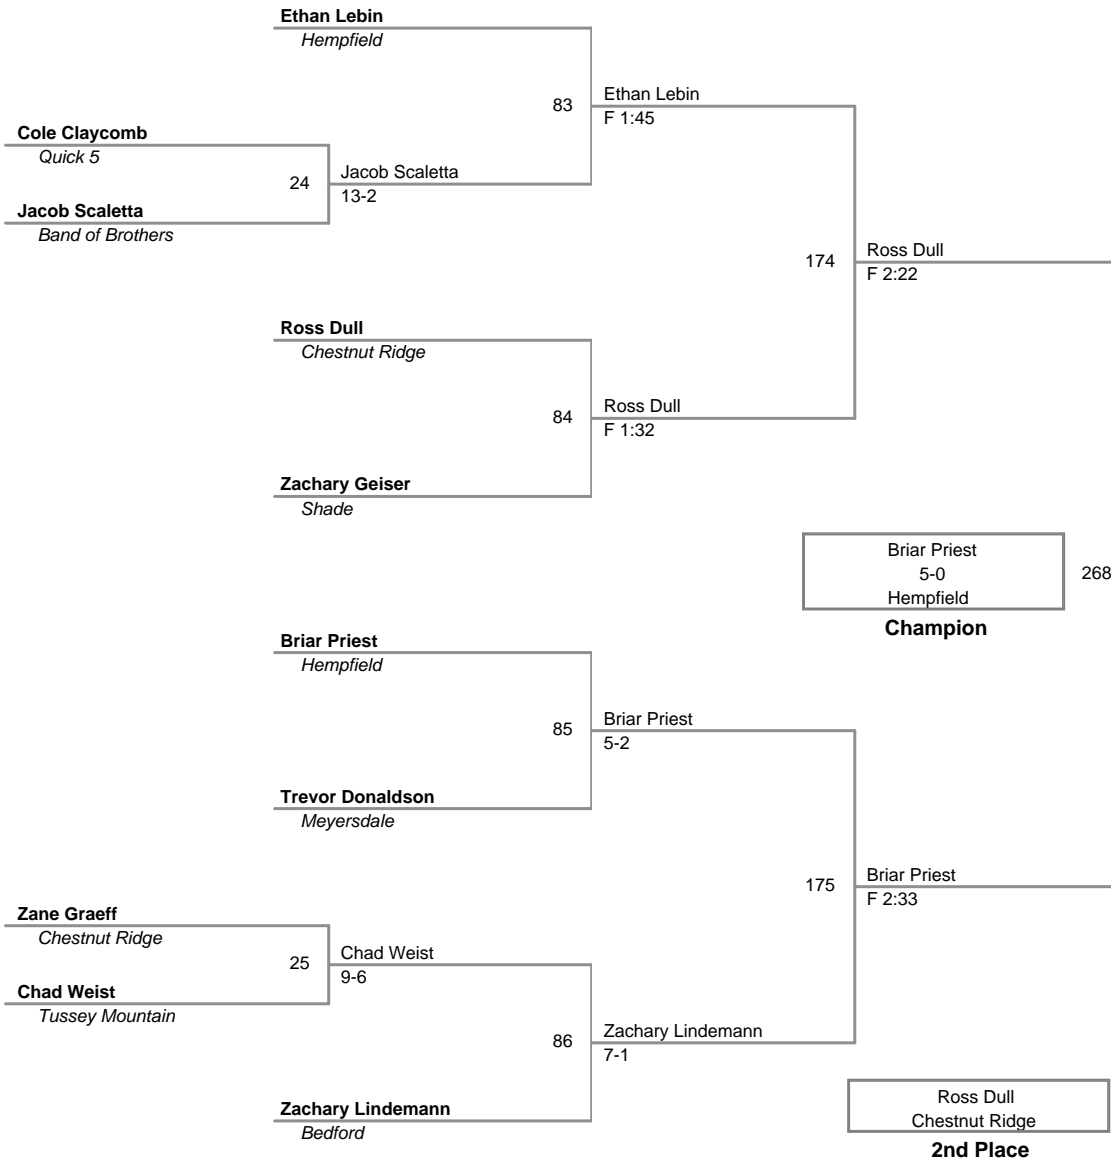 Ethan Lebin
Hempfield
83
Ethan Lebin
F 1:45
Cole Claycomb
Quick 5
24
Jacob Scaletta
13-2
Jacob Scaletta
Band of Brothers
174
Ross Dull
F 2:22
Ross Dull
Chestnut Ridge
84
Ross Dull
F 1:32
Zachary Geiser
Shade
Briar Priest
5-0
Hempfield
268
Champion
Briar Priest
Hempfield
85
Briar Priest
5-2
Trevor Donaldson
Meyersdale
175
Briar Priest
F 2:33
Zane Graeff
Chestnut Ridge
25
Chad Weist
9-6
Chad Weist
Tussey Mountain
86
Zachary Lindemann
7-1
Zachary Lindemann
Bedford
Ross Dull
Chestnut Ridge
2nd Place